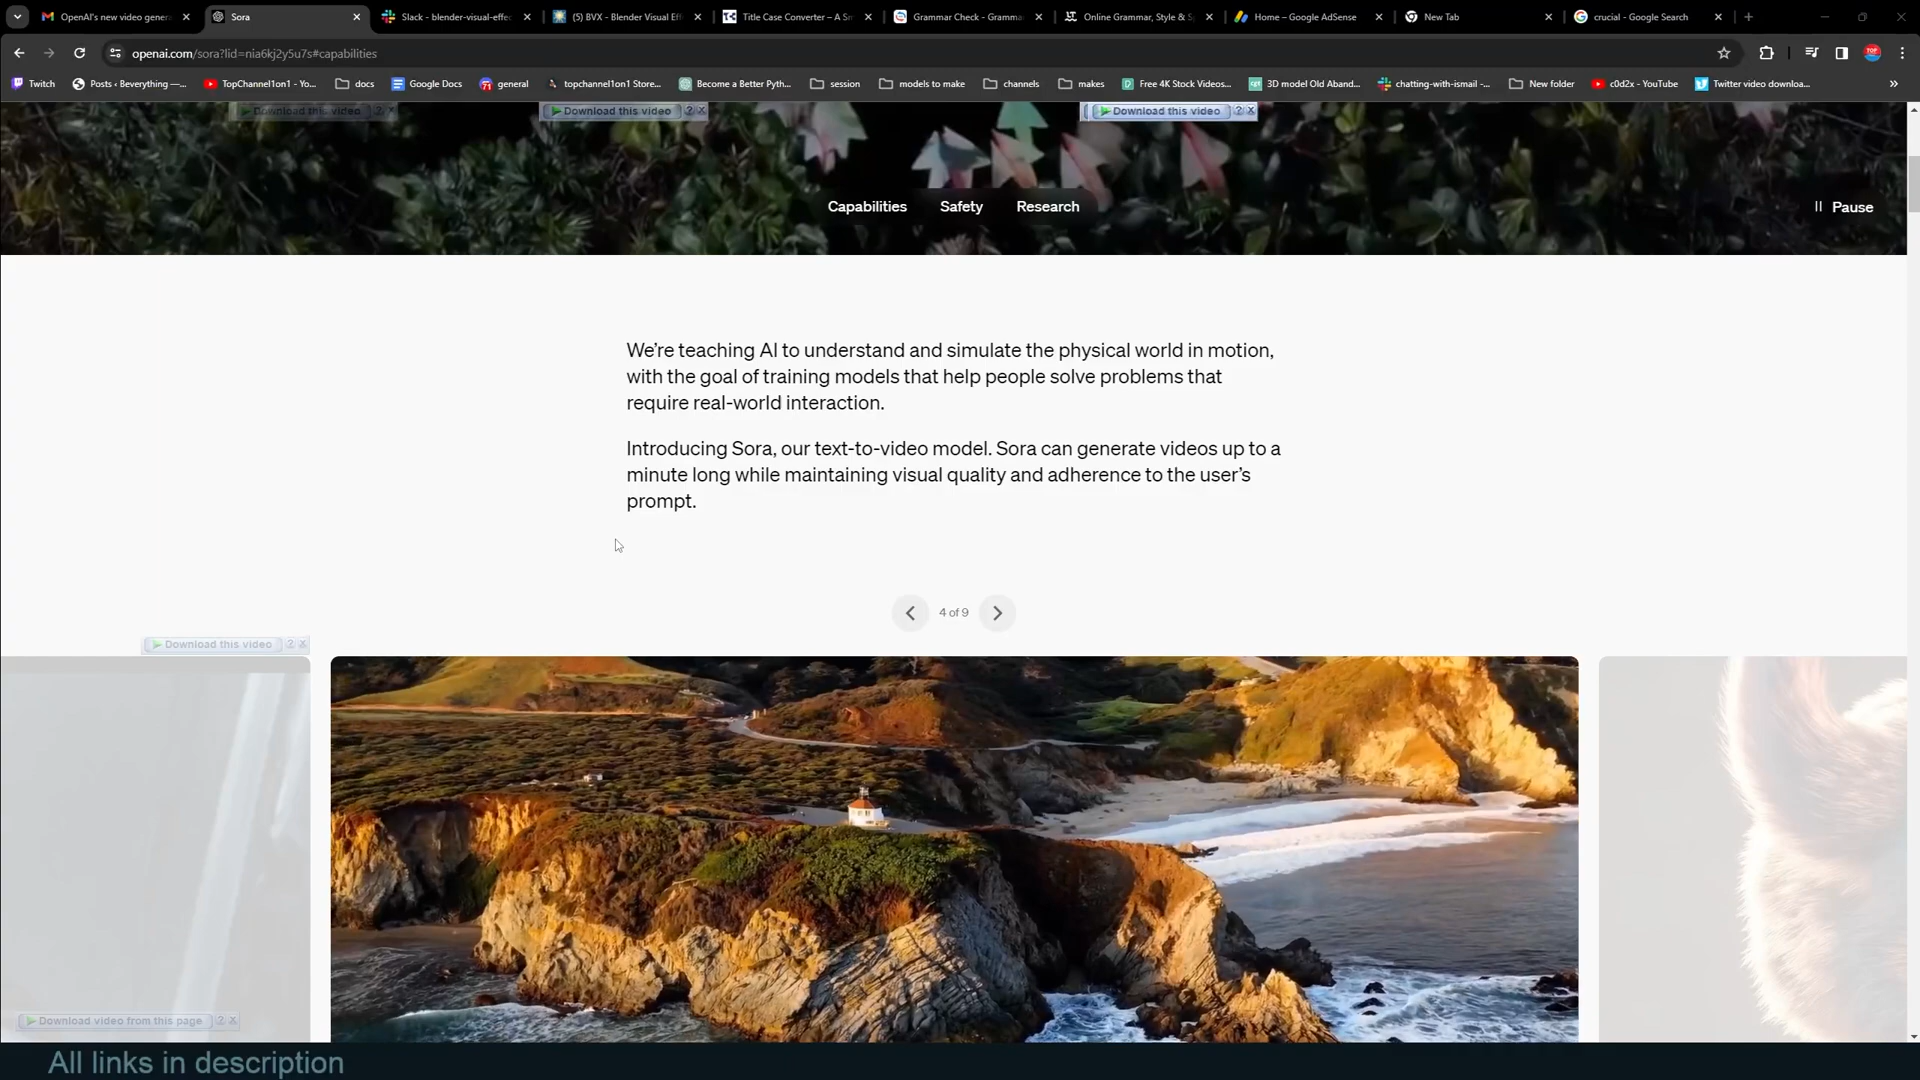 OpenAI's new video genera
Sora
Slack - blender-visual-effec
(5) BVX - Blender Visual Eff
Title Case Converter – A Sm
Grammar Check - Gramma
Online Grammar, Style & S
Home – Google AdSense
New Tab
crucial - Google Search
openai.com/sora?lid=nia6kj2y5u7s#capabilities
Twitch
Posts ‹ Beverything —...
TopChannel1on1 - Yo...
docs
Google Docs
general
topchannel1on1 Store...
Become a Better Pyth...
session
models to make
channels
makes
Free 4K Stock Videos...
3D model Old Aband...
chatting-with-ismail -...
New folder
c0d2x - YouTube
Twitter video downloa...
Download this video
Download this video
Download this video
Capabilities
Safety
Research
Pause
We're teaching AI to understand and simulate the physical world in motion,
with the goal of training models that help people solve problems that
require real-world interaction.
Introducing Sora, our text-to-video model. Sora can generate videos up to a
minute long while maintaining visual quality and adherence to the user's
prompt.
4 of 9
Download this video
Download video from this page
All links in description